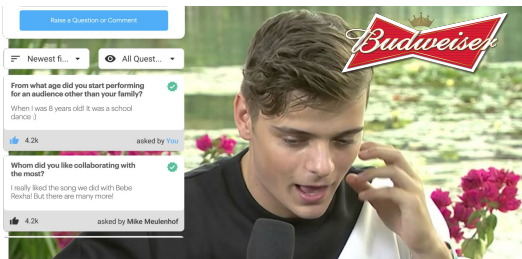 Raise a Question or Comment
Newest fi...
All Quest...
From what age did you start performing
for an audience other than your family?
When I was 8 years old! It was a school
dance :)
4.2k
asked by You
Whom did you like collaborating with
the most?
I really liked the song we did with Bebe
Rexha! But there are many more!
4.2k
asked by Mike Meulenhof
Budweiser